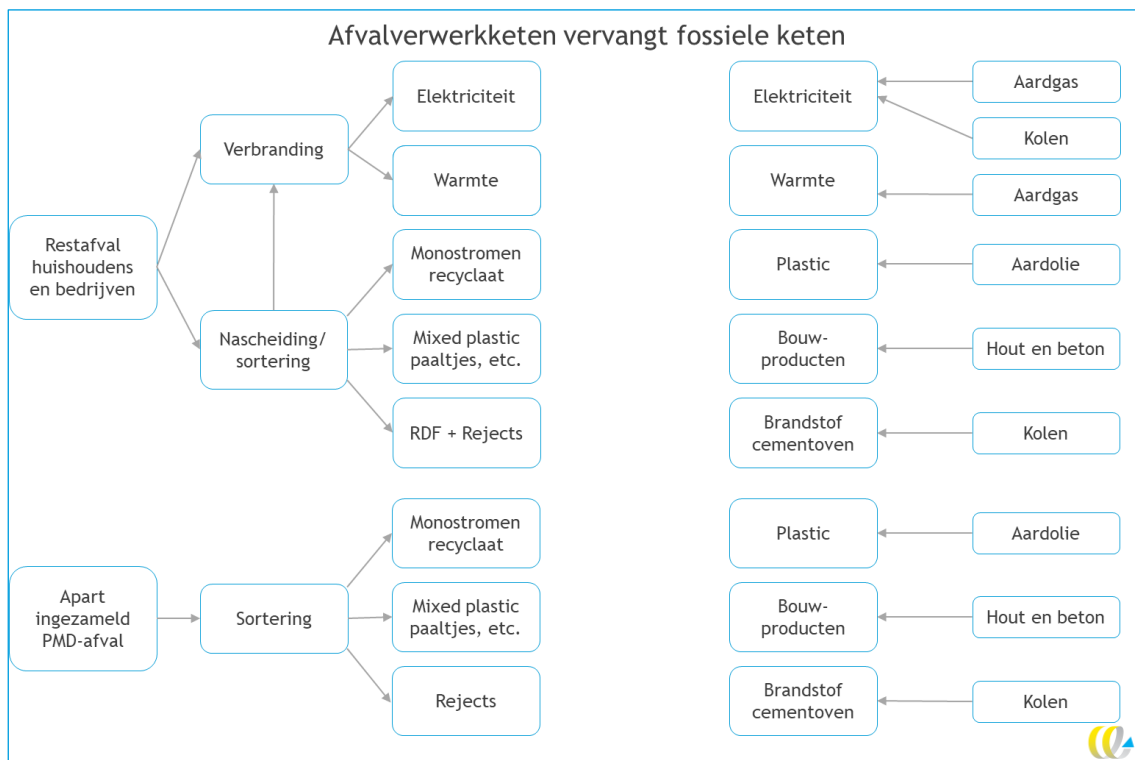 Afvalverwerkketen vervangt fossiele keten
Elektriciteit
Elektriciteit
Aardgas
Verbranding
Kolen
Warmte
Warmte
Aardgas
Restafval
huishoudens
en bedrijven
Monostromen
recyclaat
Plastic
Aardolie
Nascheiding/
sortering
Mixed plastic
paaltjes, etc.
Bouw-
producten
Hout en beton
RDF + Rejects
Brandstof
cementoven
Kolen
Monostromen
recyclaat
Plastic
Aardolie
Apart
ingezameld
PMD-afval
Sortering
Mixed plastic
paaltjes, etc.
Bouw-
producten
Hout en beton
Rejects
Brandstof
cementoven
Kolen